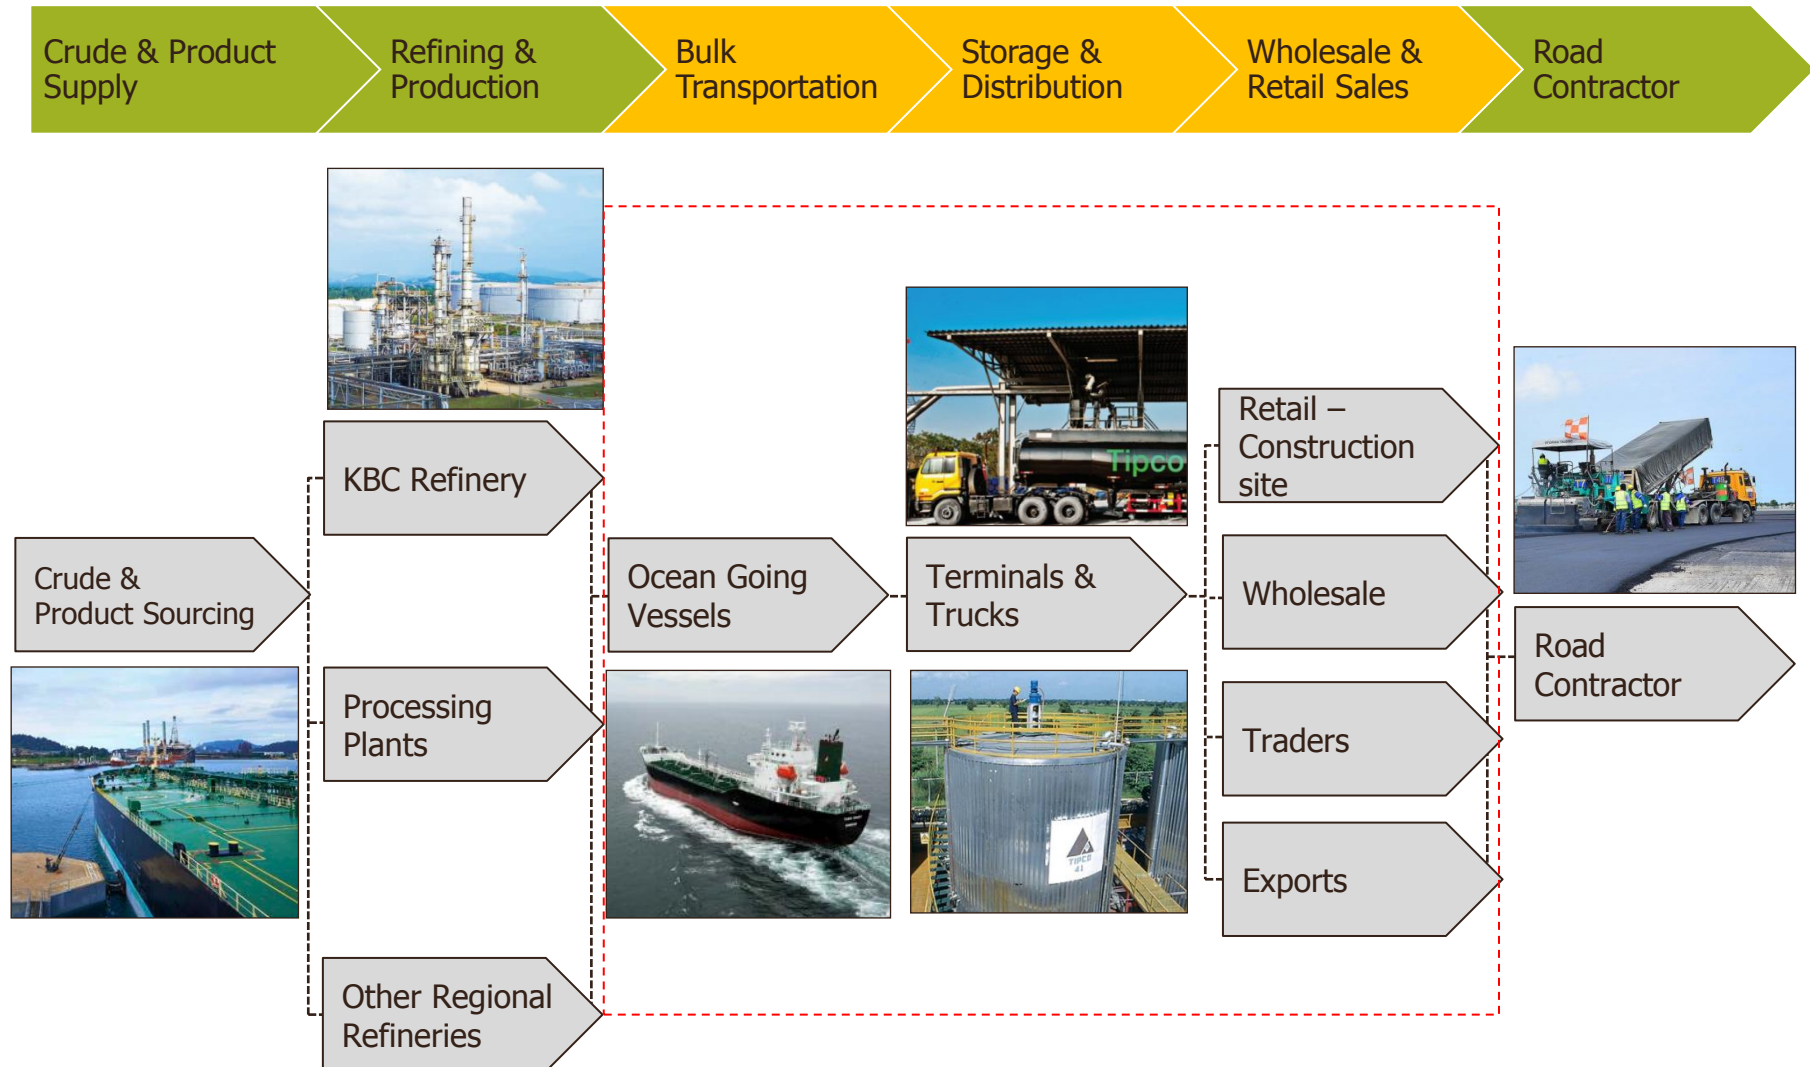 Crude & Product
Supply
Refining &
Production
Bulk
Transportation
Storage &
Distribution
Wholesale &
Retail Sales
Road
Contractor
KBC Refinery
Crude &
Product Sourcing
Processing
Plants
Other Regional
Refineries
Ocean Going
Vessels
Tipco
Terminals &
Trucks
TIPCO
41
Retail –
Construction
site
Wholesale
Traders
Exports
Road
Contractor